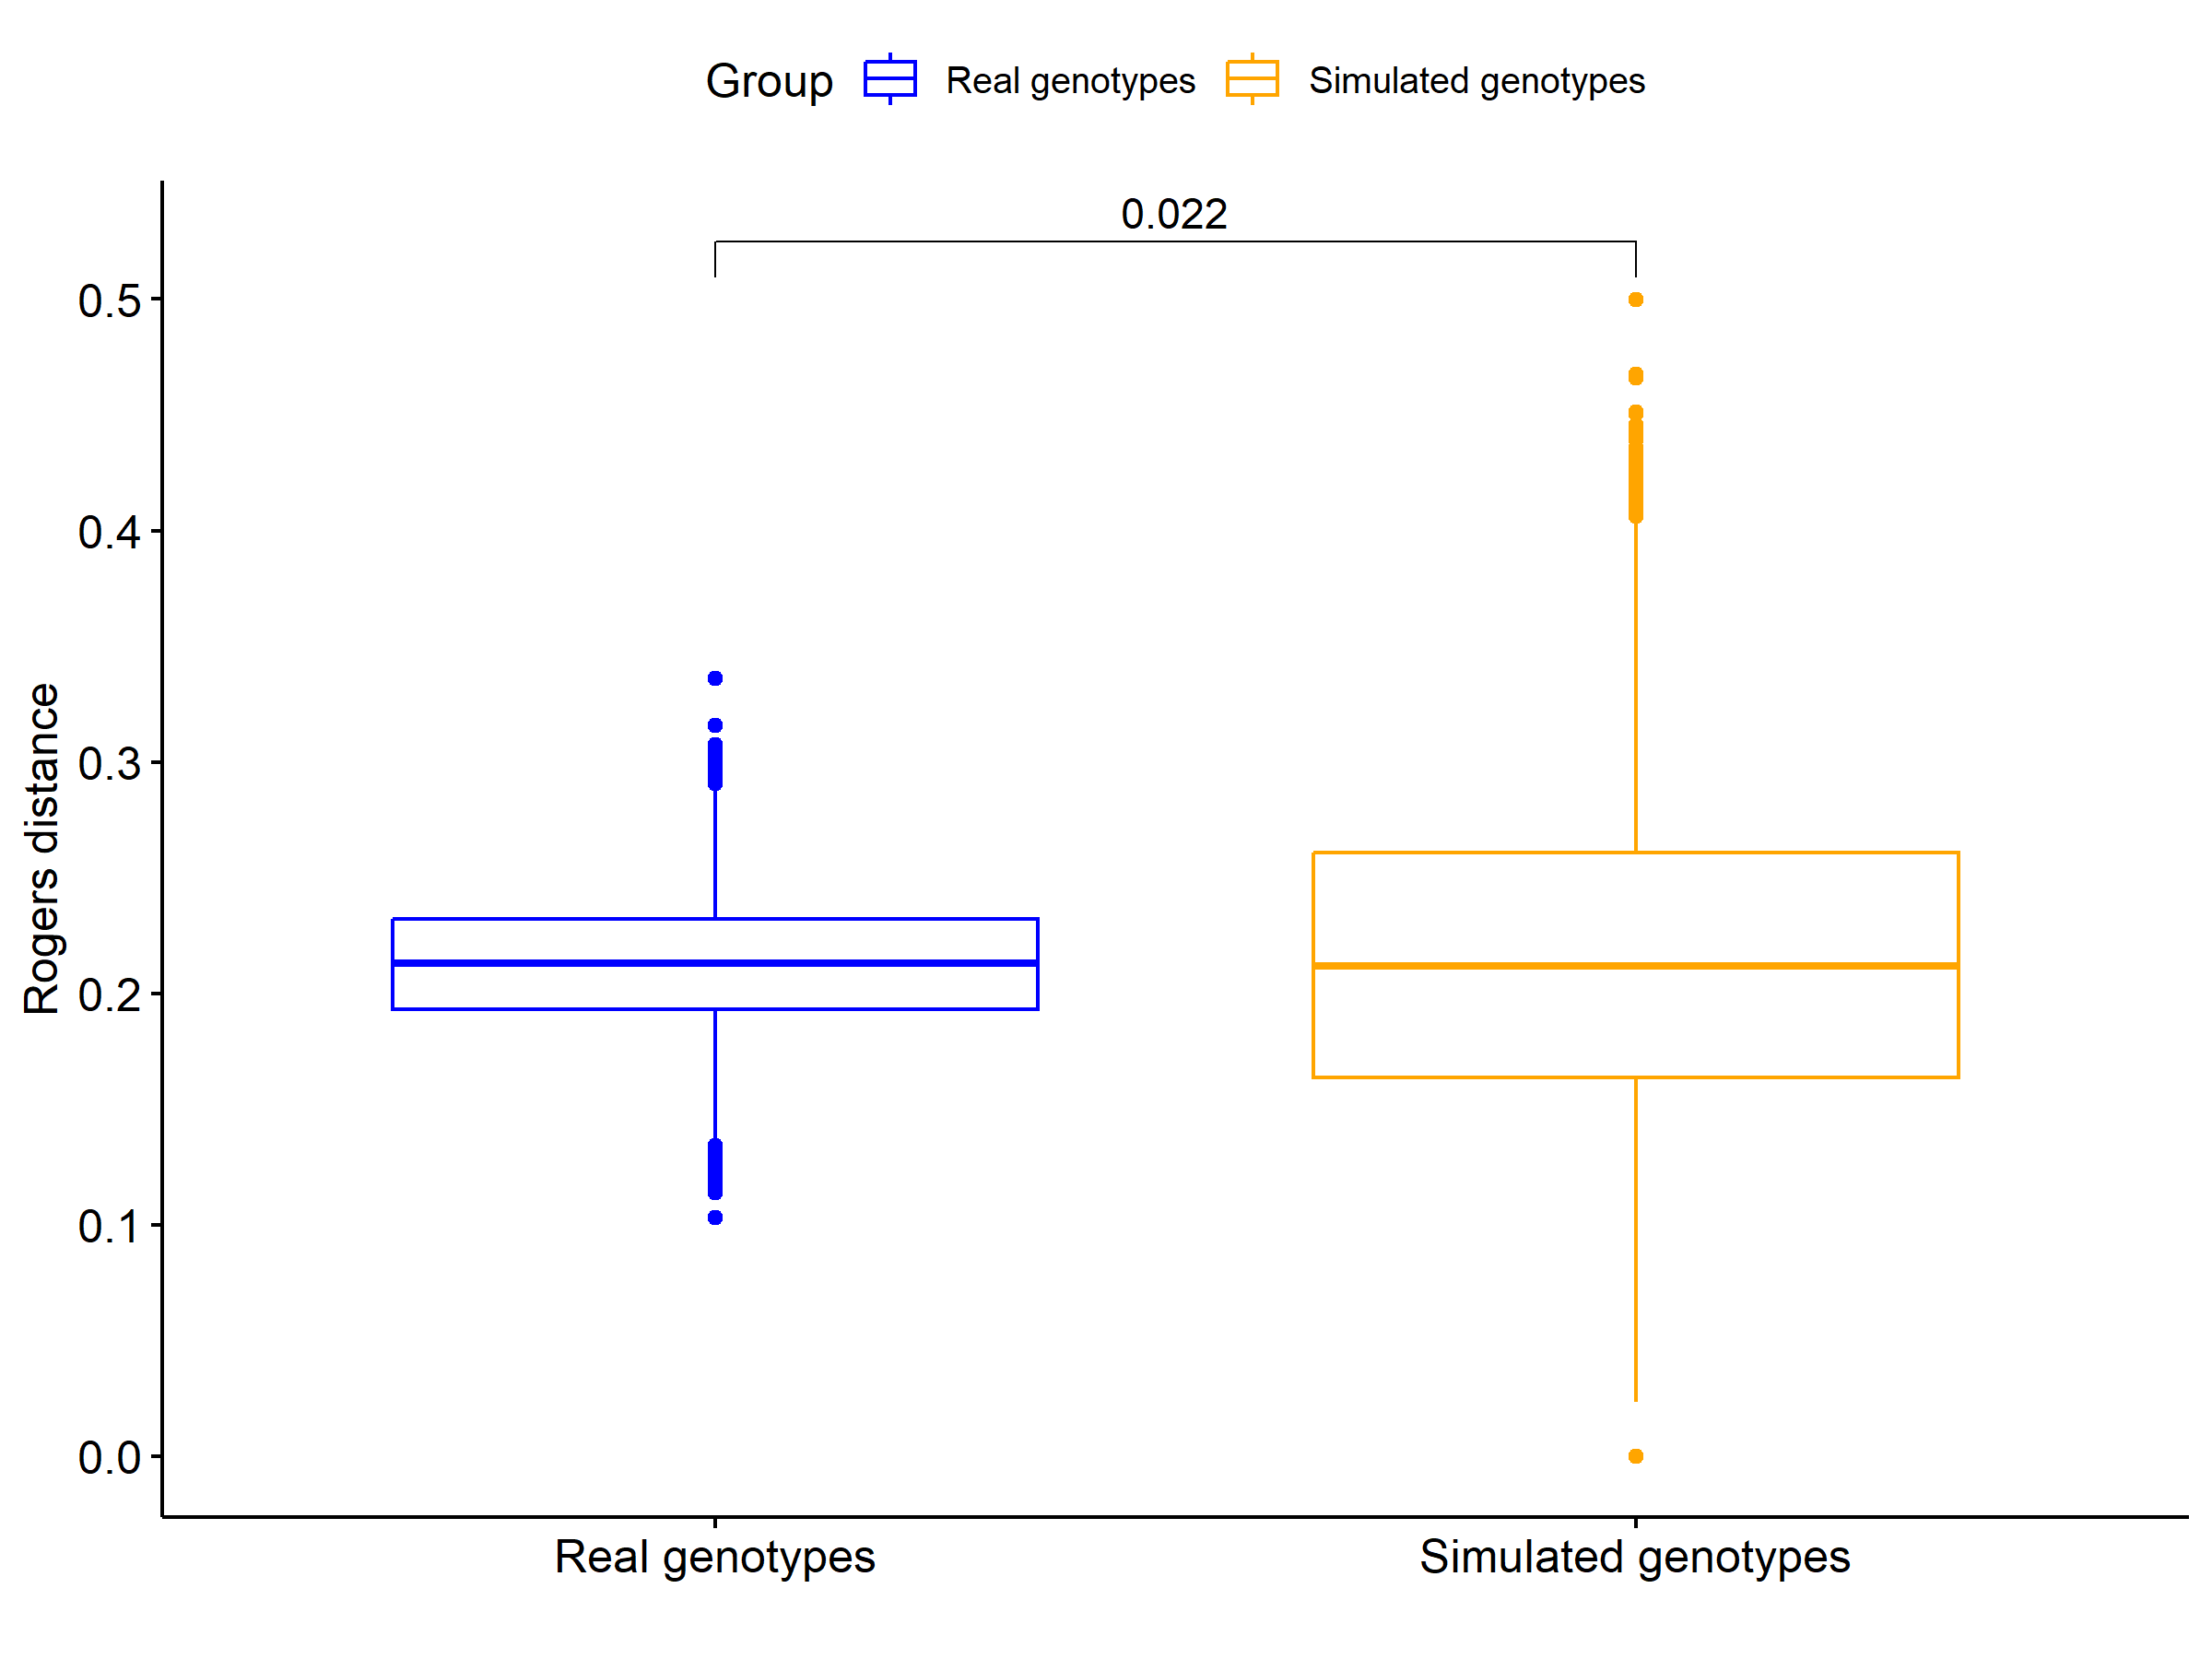 Group Real genotypes Simulated genotypes
0.022
0.5
0.4
0.3
0.2
0.1
0.0
Rogers distance
Real genotypes Simulated genotypes